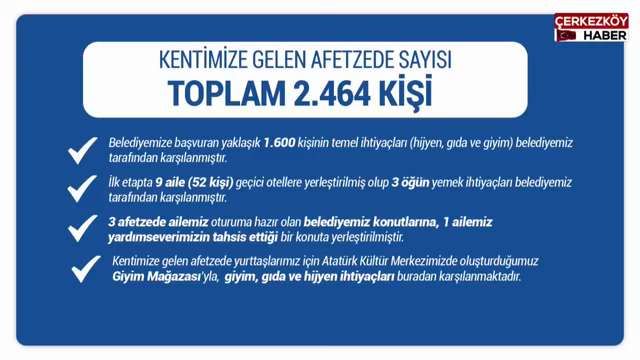 ÇERKEZKÖY
HABER
KENTİMİZE GELEN AFETZEDE SAYISI
TOPLAM 2.464 KİŞİ
Belediyemize başvuran yaklaşık 1.600 kişinin temel ihtiyaçları (hijyen, gıda ve giyim) belediyemiz
tarafından karşılanmıştır.
İlk etapta 9 aile (52 kişi) geçici otellere yerleştirilmiş olup 3 öğün yemek ihtiyaçları belediyemiz
tarafından karşılanmıştır.
3 afetzede ailemiz oturuma hazır olan belediyemiz konutlarına, 1 ailemiz
yardımseverimizin tahsis ettiği bir konuta yerleştirilmiştir.
Kentimize gelen afetzede yurttaşlarımız için Atatürk Kültür Merkezimizde oluşturduğumuz
Giyim Mağazası'yla, giyim, gıda ve hijyen ihtiyaçları buradan karşılanmaktadır.